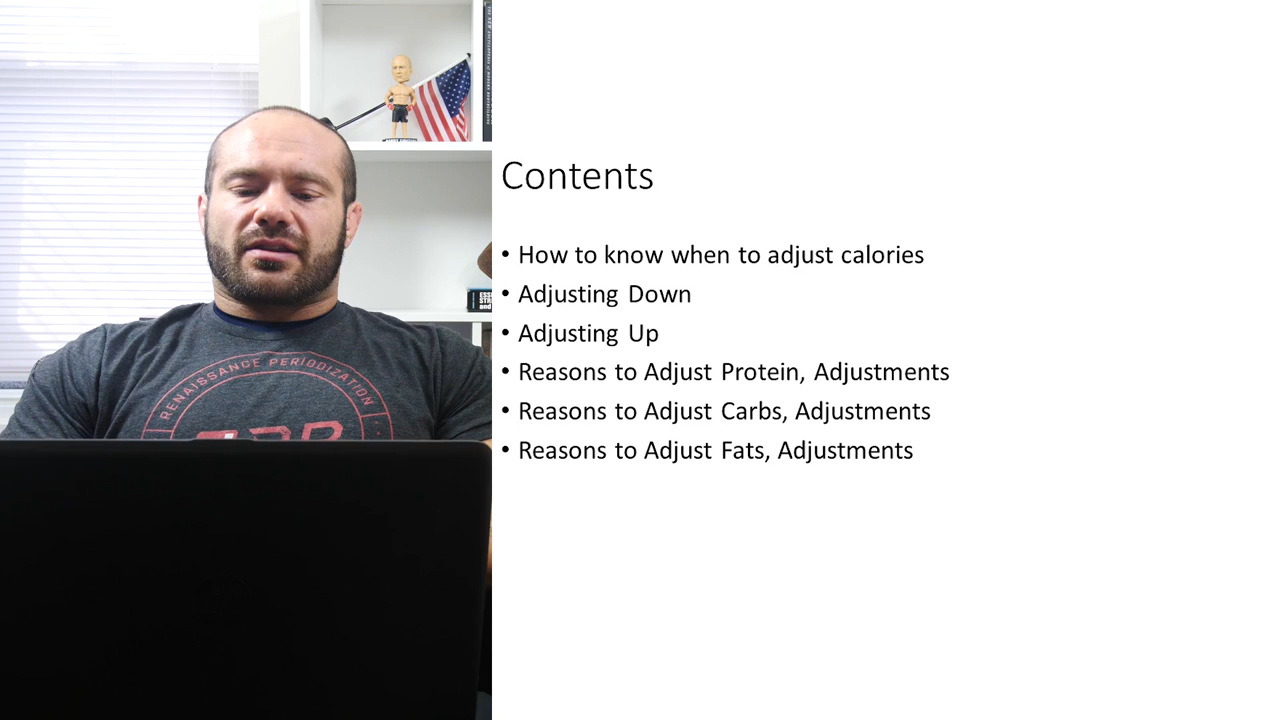 Contents
• How to know when to adjust calories
• Adjusting Down
• Adjusting Up
• Reasons to Adjust Protein, Adjustments
• Reasons to Adjust Carbs, Adjustments
• Reasons to Adjust Fats, Adjustments
RENAISSANCE PERIODIZATION
RP